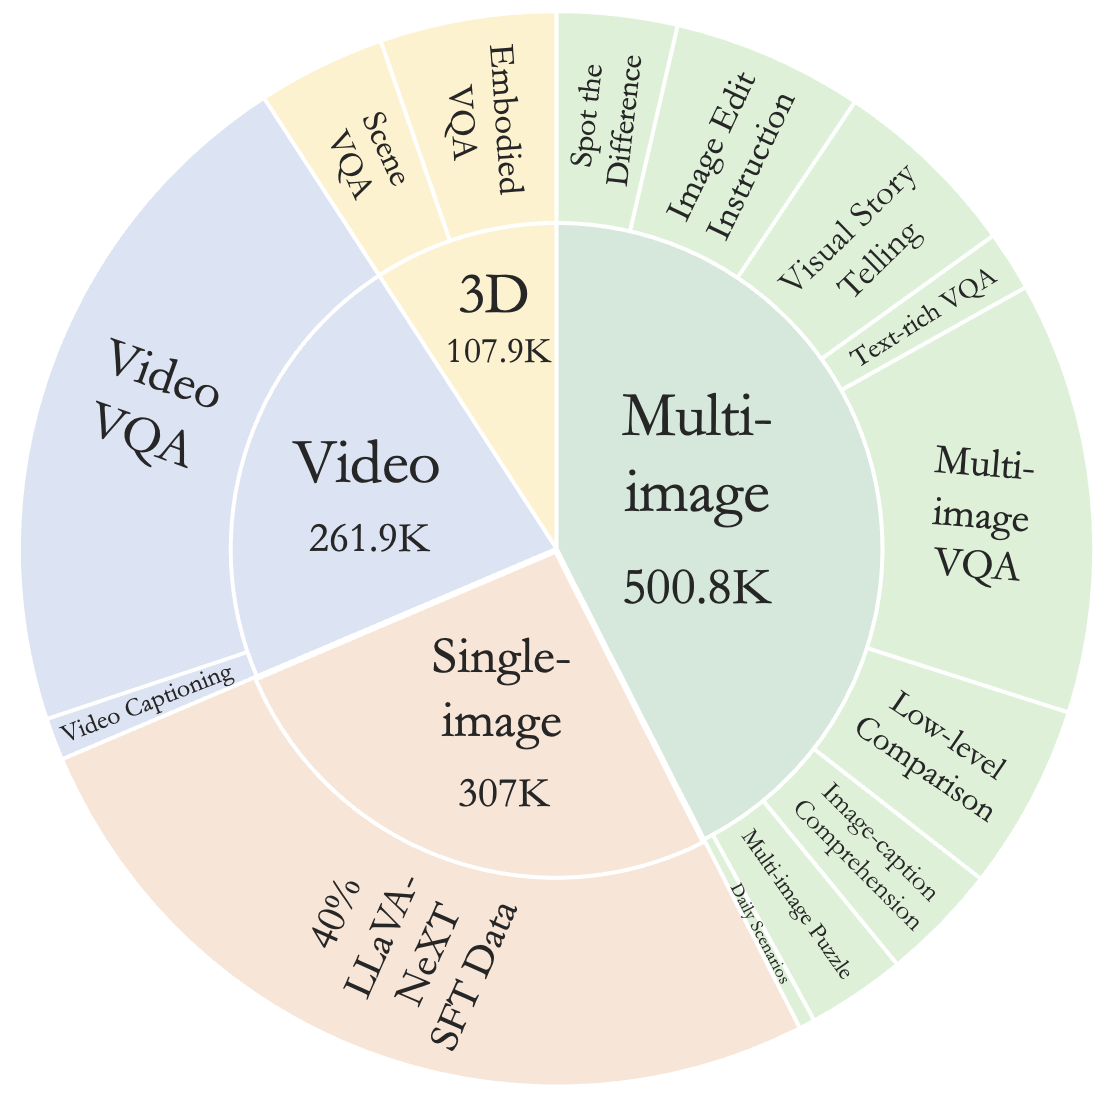 Spot the
Difference
Image Edit
Instruction
Visual Story
Telling
Text-rich VQA
Multi-
image
VQA
Low-level
Comparison
Image-caption
Comprehension
Multi-image Puzzle
Daily Scenarios
40%
LLaVA-
NeXT
SFT Data
Video Captioning
Video
VQA
Scene
VQA
Embodied
VQA
3D
107.9K
Multi-
image
500.8K
Video
261.9K
Single-
image
307K